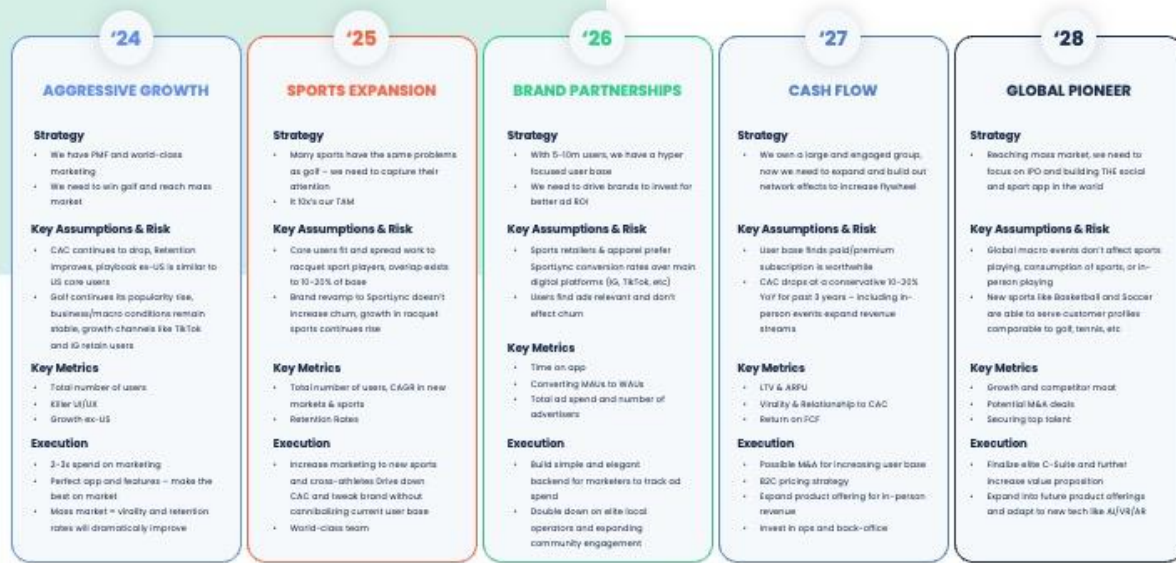 '24
AGGRESSIVE GROWTH
Strategy
• We have PMF and world-class
marketing
• We need to win golf and reach mass
market
Key Assumptions & Risk
• CAC continues to drop, Retention
improves, playbook ex-US is similar to
US core users
• Golf continues its popularity rise,
business/macro conditions remain
stable, growth channels like TikTok
and IG retain users
Key Metrics
• Total number of users
• Killer UI/UX
• Growth ex-US
Execution
• 2-3x spend on marketing
• Perfect app and features – make the
best on market
• Mass market = virality and retention
rates will dramatically improve
'25
SPORTS EXPANSION
Strategy
• Many sports have the same problems
as golf – we need to capture their
attention
• It 10x's our TAM
Key Assumptions & Risk
• Core users fit and spread work to
racquet sport players, overlap exists
to 10-25% of base
• Brand revamp to SportSync doesn't
increase churn, growth in racquet
sports continues rise
Key Metrics
• Total number of users, CAGR in new
markets & sports
• Retention Rates
Execution
• Increase marketing to new sports
and cross-athletes Drive down
CAC and tweak brand without
cannibalizing current user base
• World-class team
'26
BRAND PARTNERSHIPS
Strategy
• With 5-10m users, we have a hyper
focused user base
• We need to drive brands to invest for
better ad ROI
Key Assumptions & Risk
• Sports retailers & apparel prefer
SportSync conversion rates over main
digital platforms (IG, TikTok, etc)
• Users find ads relevant and don't
effect churn
Key Metrics
• Time on app
• Converting MAUs to WAUs
• Total ad spend and number of
advertisers
Execution
• Build simple and elegant
backend for marketers to track ad
spend
• Double down on elite local
operators and expanding
community engagement
'27
CASH FLOW
Strategy
• We own a large and engaged group,
now we need to expand and build out
network effects to increase flywheel
Key Assumptions & Risk
• User base finds paid/premium
subscription is worthwhile
• CAC drops at a conservative 10-20%
YoY for past 3 years – including in-
person events expand revenue
streams
Key Metrics
• LTV & ARPU
• Virality & Relationship to CAC
• Return on FCF
Execution
• Possible M&A for increasing user base
• B2C pricing strategy
• Expand product offering for in-person
revenue
• Invest in ops and back-office
'28
GLOBAL PIONEER
Strategy
• Reaching mass market, we need to
focus on IPO and building THE social
and sport app in the world
Key Assumptions & Risk
• Global macro events don't affect sports
playing, consumption of sports, or in-
person playing
• New sports like Basketball and Soccer
are able to serve customer profiles
comparable to golf, tennis, etc
Key Metrics
• Growth and competitor moat
• Potential M&A deals
• Securing top talent
Execution
• Finalize elite C-Suite and further
increase value proposition
• Expand into future product offerings
and adapt to new tech like AI/VR/AR